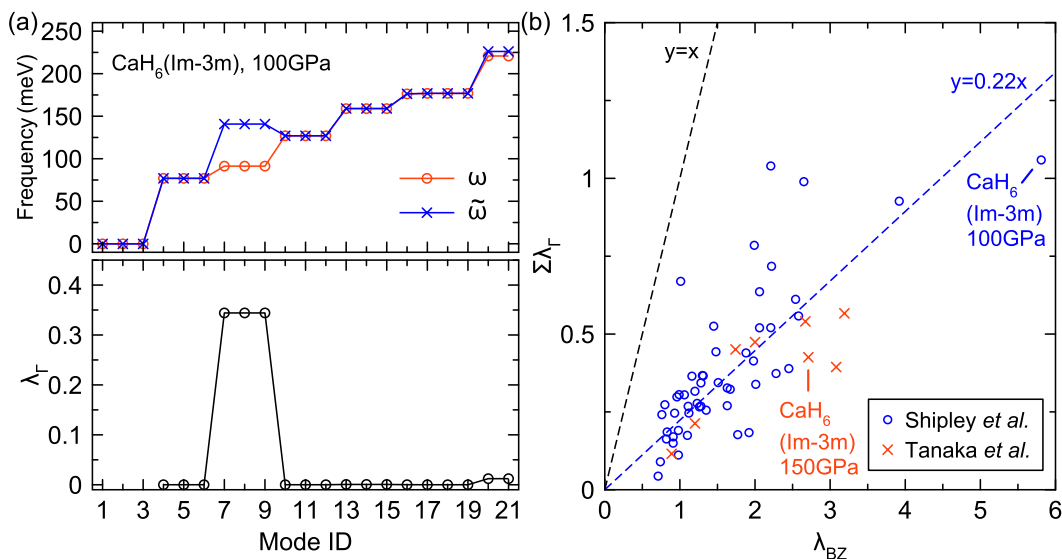 (a)
250
200
150
100
50
0
Frequency (meV)
CaH₆(Im-3m), 100GPa
ω
ω̃
0.4
0.3
0.2
0.1
0
λ_Γ
1 3 5 7 9 11 13 15 17 19 21
Mode ID
(b)
1.5
1
0.5
0
Σλ_Γ
y=x
y=0.22x
CaH₆
(Im-3m)
100GPa
CaH₆
(Im-3m)
150GPa
Shipley et al.
Tanaka et al.
0 1 2 3 4 5 6
λ_BZ